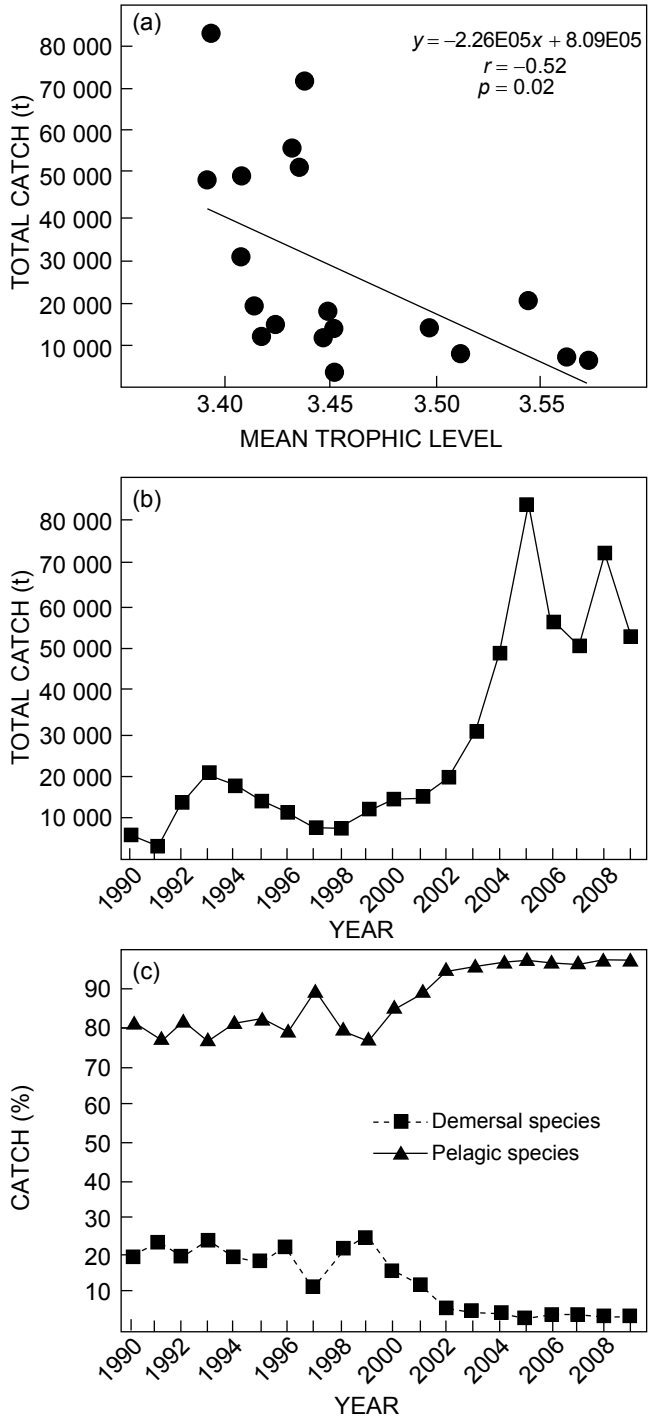 (a)
y = −2.26E05x + 8.09E05
r = −0.52
p = 0.02
TOTAL CATCH (t)
80 000
70 000
60 000
50 000
40 000
30 000
20 000
10 000
3.40 3.45 3.50 3.55
MEAN TROPHIC LEVEL
(b)
TOTAL CATCH (t)
80 000
70 000
60 000
50 000
40 000
30 000
20 000
10 000
1990 1992 1994 1996 1998 2000 2002 2004 2006 2008
YEAR
(c)
CATCH (%)
90
80
70
60
50
40
30
20
10
Demersal species
Pelagic species
1990 1992 1994 1996 1998 2000 2002 2004 2006 2008
YEAR